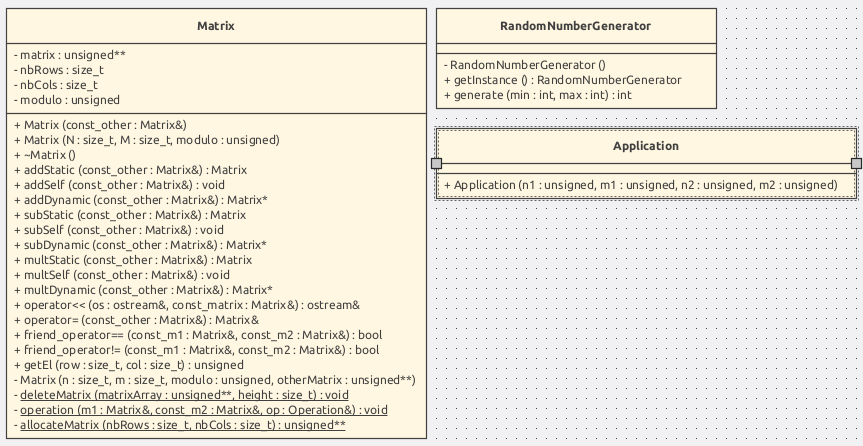 Matrix
- matrix : unsigned**
- nbRows : size_t
- nbCols : size_t
- modulo : unsigned
+ Matrix (const_other : Matrix&)
+ Matrix (N : size_t, M : size_t, modulo : unsigned)
+ ~Matrix ()
+ addStatic (const_other : Matrix&) : Matrix
+ addSelf (const_other : Matrix&) : void
+ addDynamic (const_other : Matrix&) : Matrix*
+ subStatic (const_other : Matrix&) : Matrix
+ subSelf (const_other : Matrix&) : void
+ subDynamic (const_other : Matrix&) : Matrix*
+ multStatic (const_other : Matrix&) : Matrix
+ multSelf (const_other : Matrix&) : void
+ multDynamic (const_other : Matrix&) : Matrix*
+ operator<< (os : ostream&, const_matrix : Matrix&) : ostream&
+ operator= (const_other : Matrix&) : Matrix&
+ friend_operator== (const_m1 : Matrix&, const_m2 : Matrix&) : bool
+ friend_operator!= (const_m1 : Matrix&, const_m2 : Matrix&) : bool
+ getEl (row : size_t, col : size_t) : unsigned
- Matrix (n : size_t, m : size_t, modulo : unsigned, otherMatrix : unsigned**)
- deleteMatrix (matrixArray : unsigned**, height : size_t) : void
- operation (m1 : Matrix&, const_m2 : Matrix&, op : Operation&) : void
- allocateMatrix (nbRows : size_t, nbCols : size_t) : unsigned**
RandomNumberGenerator
- RandomNumberGenerator ()
+ getInstance () : RandomNumberGenerator
+ generate (min : int, max : int) : int
Application
+ Application (n1 : unsigned, m1 : unsigned, n2 : unsigned, m2 : unsigned)